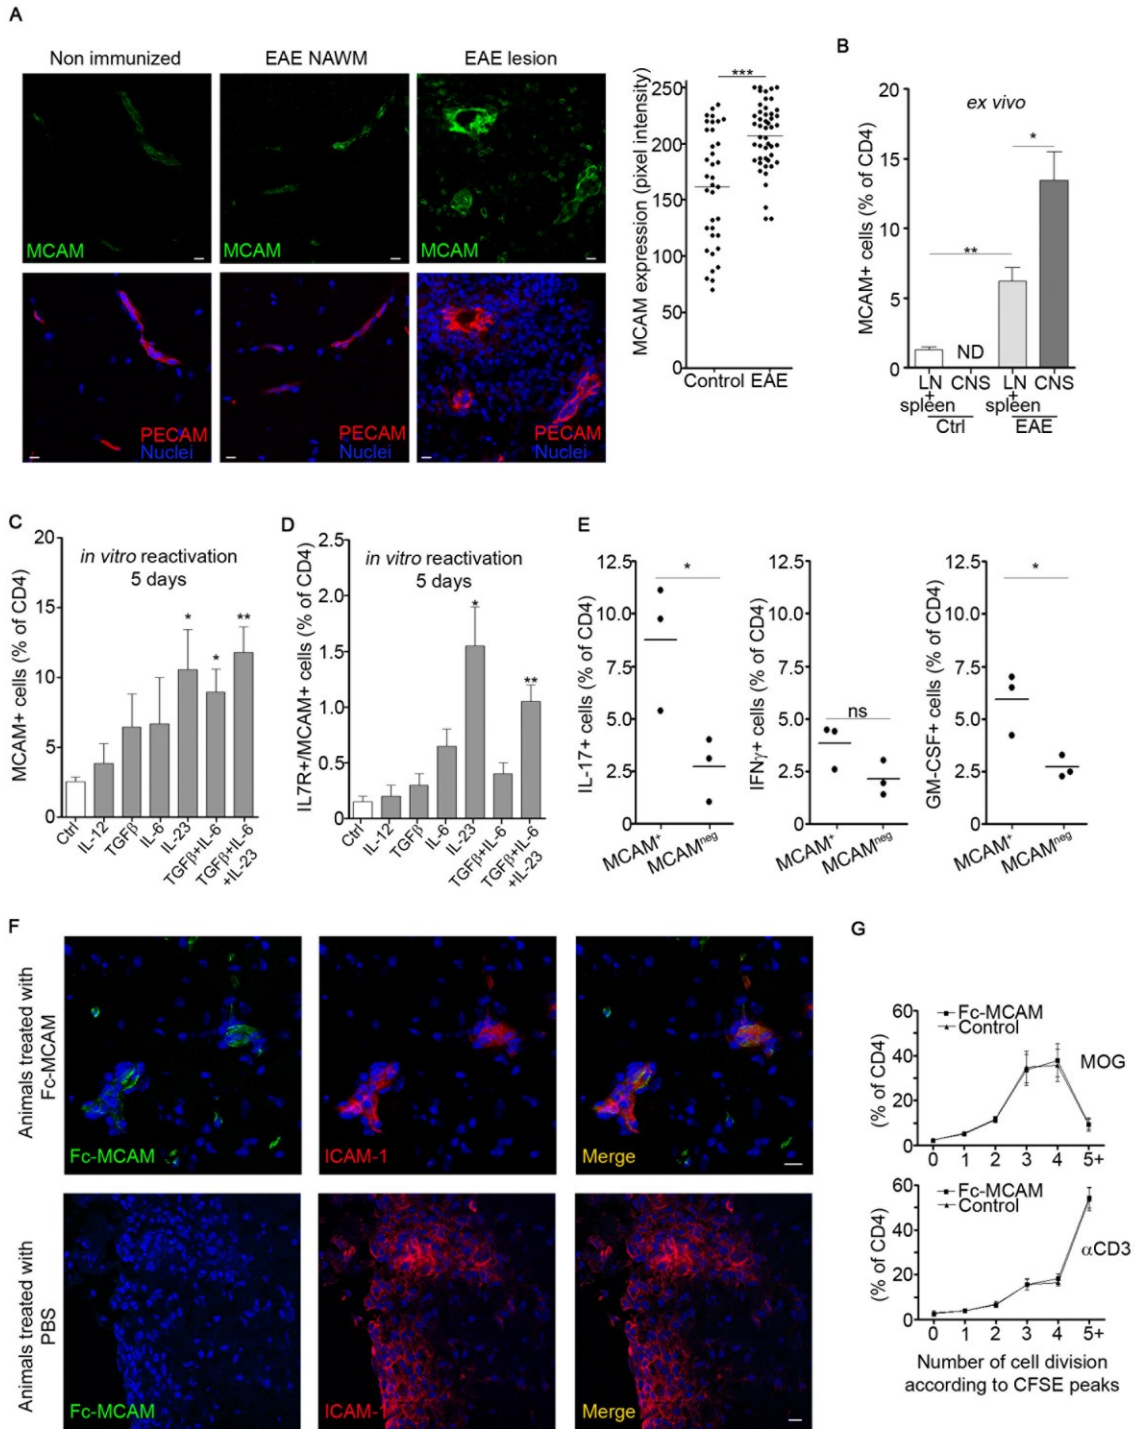 A
Non immunized
EAE NAWM
EAE lesion
MCAM
MCAM
MCAM
PECAM
Nuclei
PECAM
Nuclei
PECAM
Nuclei
MCAM expression (pixel intensity)
250
200
150
100
50
0
***
Control EAE
B
ex vivo
MCAM+ cells (% of CD4)
20
15
10
5
0
**
*
ND
LN
+
spleen
CNS
LN
+
spleen
CNS
Ctrl
EAE
C
in vitro reactivation
5 days
MCAM+ cells (% of CD4)
20
15
10
5
0
*
*
**
Ctrl
IL-12
TGFβ
IL-6
IL-23
TGFβ+IL-6
TGFβ+IL-6
+IL-23
D
in vitro reactivation
5 days
IL7R+/MCAM+ cells (% of CD4)
2.5
2.0
1.5
1.0
0.5
0
*
**
Ctrl
IL-12
TGFβ
IL-6
IL-23
TGFβ+IL-6
TGFβ+IL-6
+IL-23
E
IL-17+ cells (% of CD4)
12.5
10.0
7.5
5.0
2.5
0
*
MCAM⁺
MCAMⁿᵉᵍ
IFNγ+ cells (% of CD4)
12.5
10.0
7.5
5.0
2.5
0
ns
MCAM⁺
MCAMⁿᵉᵍ
GM-CSF+ cells (% of CD4)
12.5
10.0
7.5
5.0
2.5
0
*
MCAM⁺
MCAMⁿᵉᵍ
F
Animals treated with
Fc-MCAM
Fc-MCAM
ICAM-1
Merge
Animals treated with
PBS
Fc-MCAM
ICAM-1
Merge
G
Fc-MCAM
Control
MOG
(% of CD4)
60
40
20
0
0 1 2 3 4 5+
Fc-MCAM
Control
αCD3
(% of CD4)
60
40
20
0
0 1 2 3 4 5+
Number of cell division
according to CFSE peaks